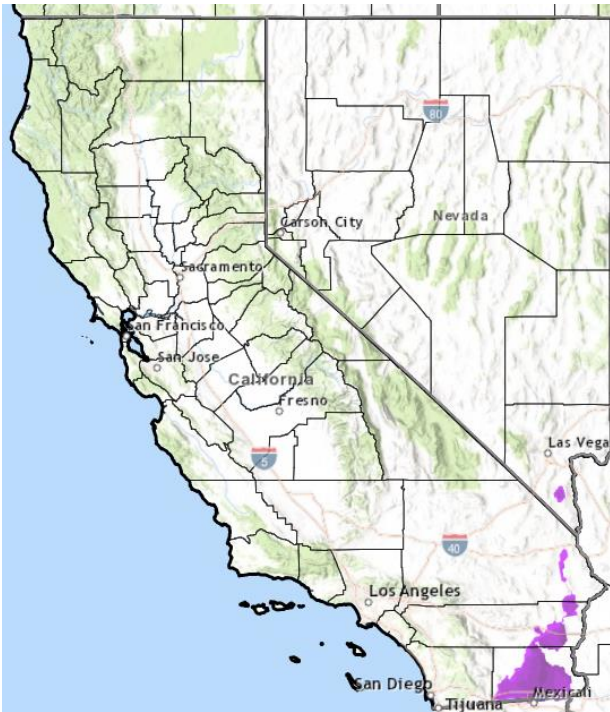 80
Carson City
Nevada
Sacramento
San Francisco
San Jose
California
Fresno
Las Vega
5
40
Los Angeles
San Diego
Mexicali
Tijuana